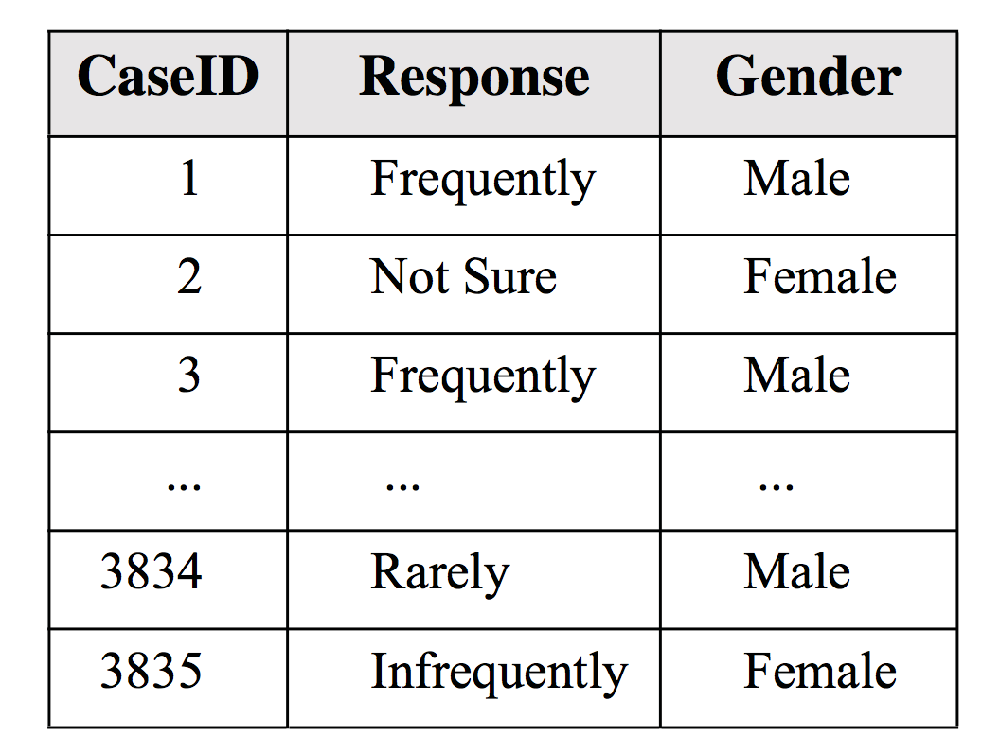 CaseID Response Gender
1 Frequently Male
2 Not Sure Female
3 Frequently Male
... ... ...
3834 Rarely Male
3835 Infrequently Female